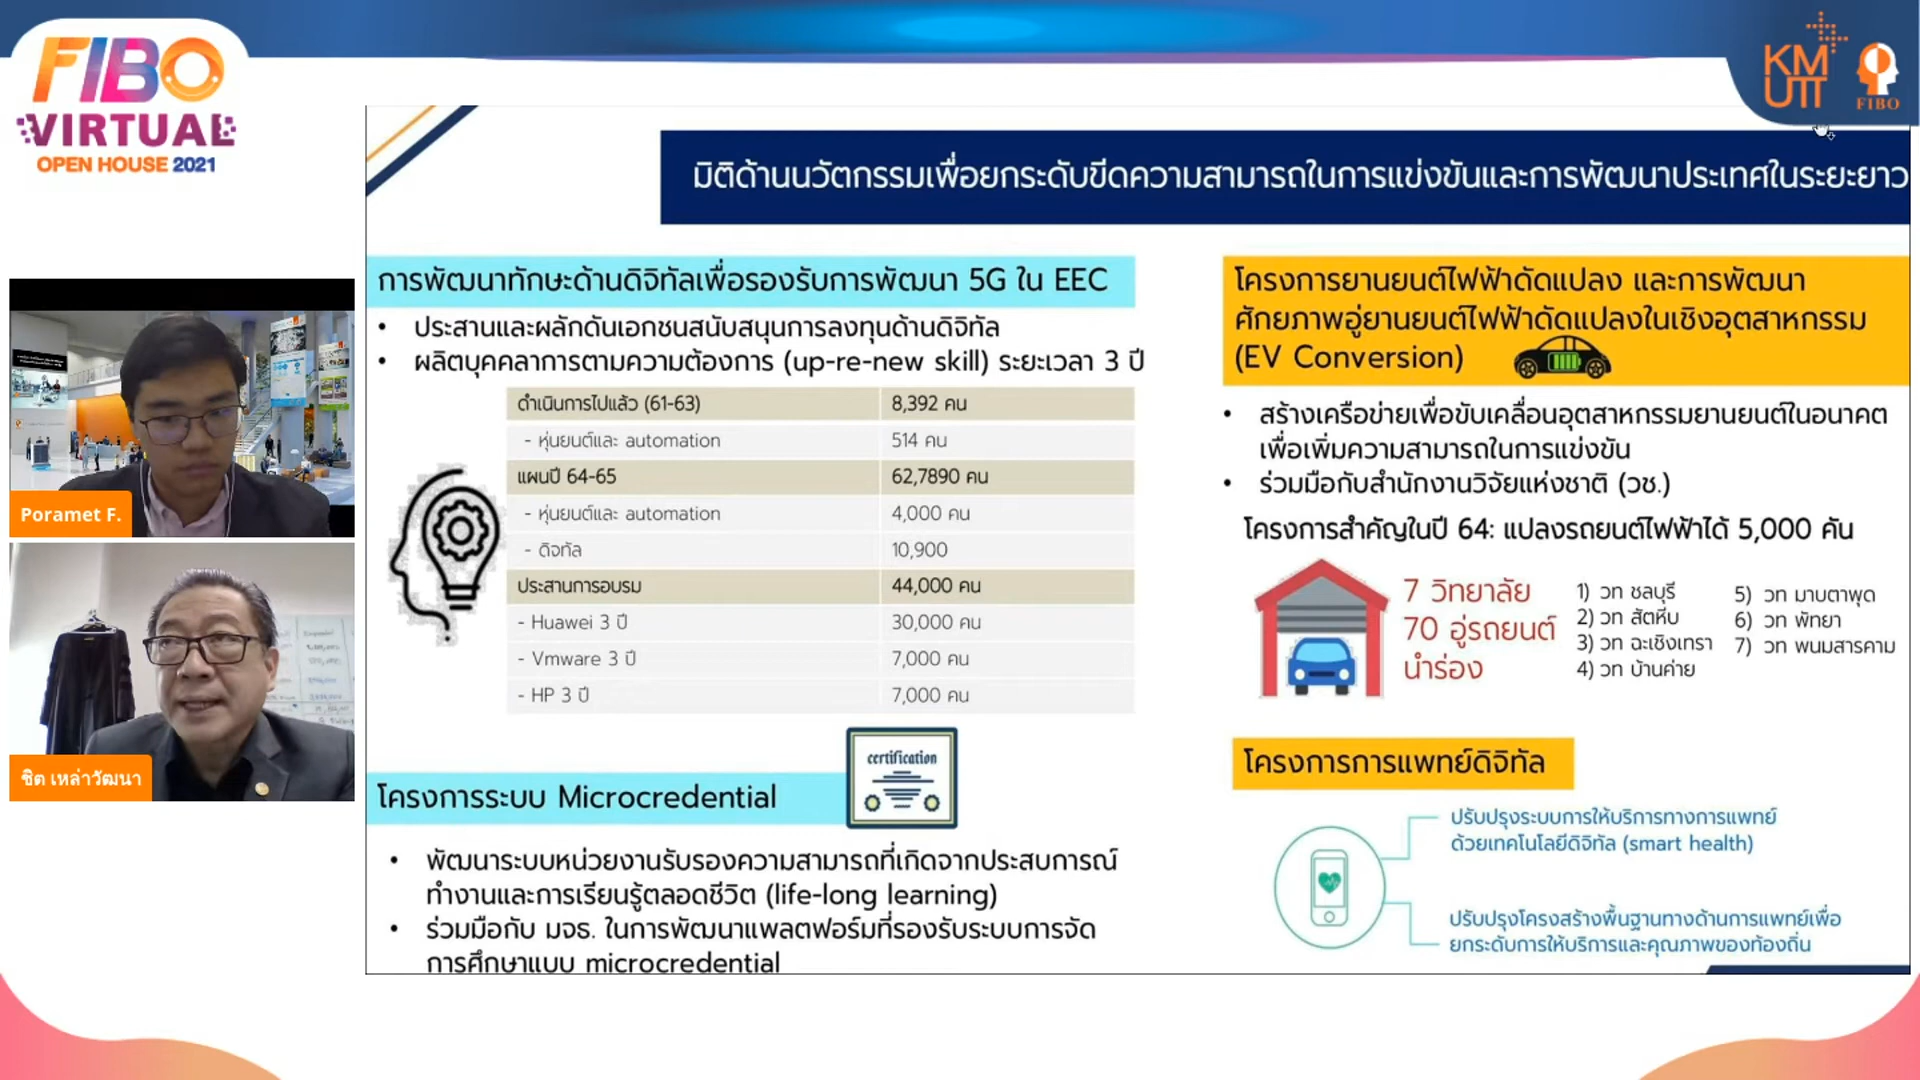 FIBO
VIRTUAL
OPEN HOUSE 2021
KM
UTT
FIBO
มิติด้านนวัตกรรมเพื่อยกระดับขีดความสามารถในการแข่งขันและการพัฒนาประเทศในระยะยาว
การพัฒนาทักษะด้านดิจิทัลเพื่อรองรับการพัฒนา 5G ใน EEC
• ประสานและผลักดันเอกชนสนับสนุนการลงทุนด้านดิจิทัล
• ผลิตบุคคลาการตามความต้องการ (up-re-new skill) ระยะเวลา 3 ปี
ดำเนินการไปแล้ว (61-63) 8,392 คน
- หุ่นยนต์และ automation 514 คน
แผนปี 64-65 62,7890 คน
- หุ่นยนต์และ automation 4,000 คน
- ดิจทัล 10,900
ประสานการอบรม 44,000 คน
- Huawei 3 ปี 30,000 คน
- Vmware 3 ปี 7,000 คน
- HP 3 ปี 7,000 คน
certification
โครงการระบบ Microcredential
• พัฒนาระบบหน่วยงานรับรองความสามารถที่เกิดจากประสบการณ์
ทำงานและการเรียนรู้ตลอดชีวิต (life-long learning)
• ร่วมมือกับ มจธ. ในการพัฒนาแพลตฟอร์มที่รองรับระบบการจัด
การศึกษาแบบ microcredential
โครงการยานยนต์ไฟฟ้าดัดแปลง และการพัฒนา
ศักยภาพอู่ยานยนต์ไฟฟ้าดัดแปลงในเชิงอุตสาหกรรม
(EV Conversion)
• สร้างเครือข่ายเพื่อขับเคลื่อนอุตสาหกรรมยานยนต์ในอนาคต
เพื่อเพิ่มความสามารถในการแข่งขัน
• ร่วมมือกับสำนักงานวิจัยแห่งชาติ (วช.)
โครงการสำคัญในปี 64: แปลงรถยนต์ไฟฟ้าได้ 5,000 คัน
7 วิทยาลัย
70 อู่รถยนต์
นำร่อง
1) วท ชลบุรี
2) วท สัตหีบ
3) วท ฉะเชิงเทรา
4) วท บ้านค่าย
5) วท มาบตาพุด
6) วท พัทยา
7) วท พนมสารคาม
โครงการการแพทย์ดิจิทัล
ปรับปรุงระบบการให้บริการทางการแพทย์
ด้วยเทคโนโลยีดิจิทัล (smart health)
ปรับปรุงโครงสร้างพื้นฐานทางด้านการแพทย์เพื่อ
ยกระดับการให้บริการและคุณภาพของท้องถิ่น
Poramet F.
ชิต เหล่าวัฒนา